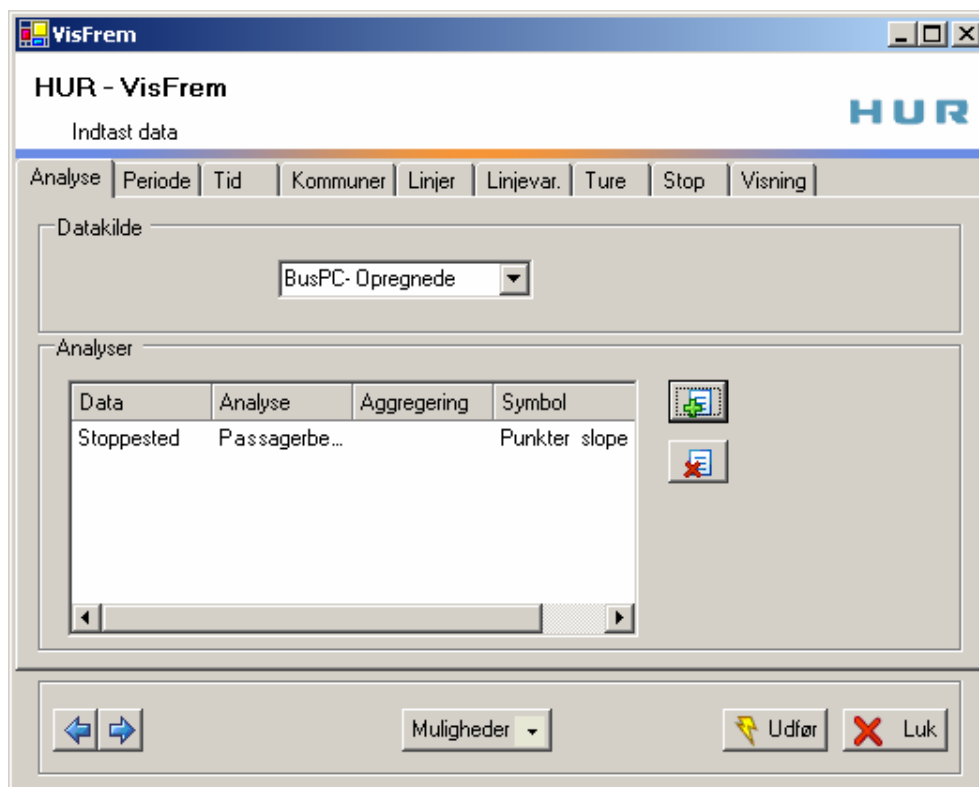 VisFrem
HUR - VisFrem
Indtast data
HUR
Analyse Periode Tid Kommuner Linjer Linjevar. Ture Stop Visning
Datakilde
BusPC- Opregnede
Analyser
Data Analyse Aggregering Symbol
Stoppested Passagerbe... Punkter slope
Muligheder Udfør Luk